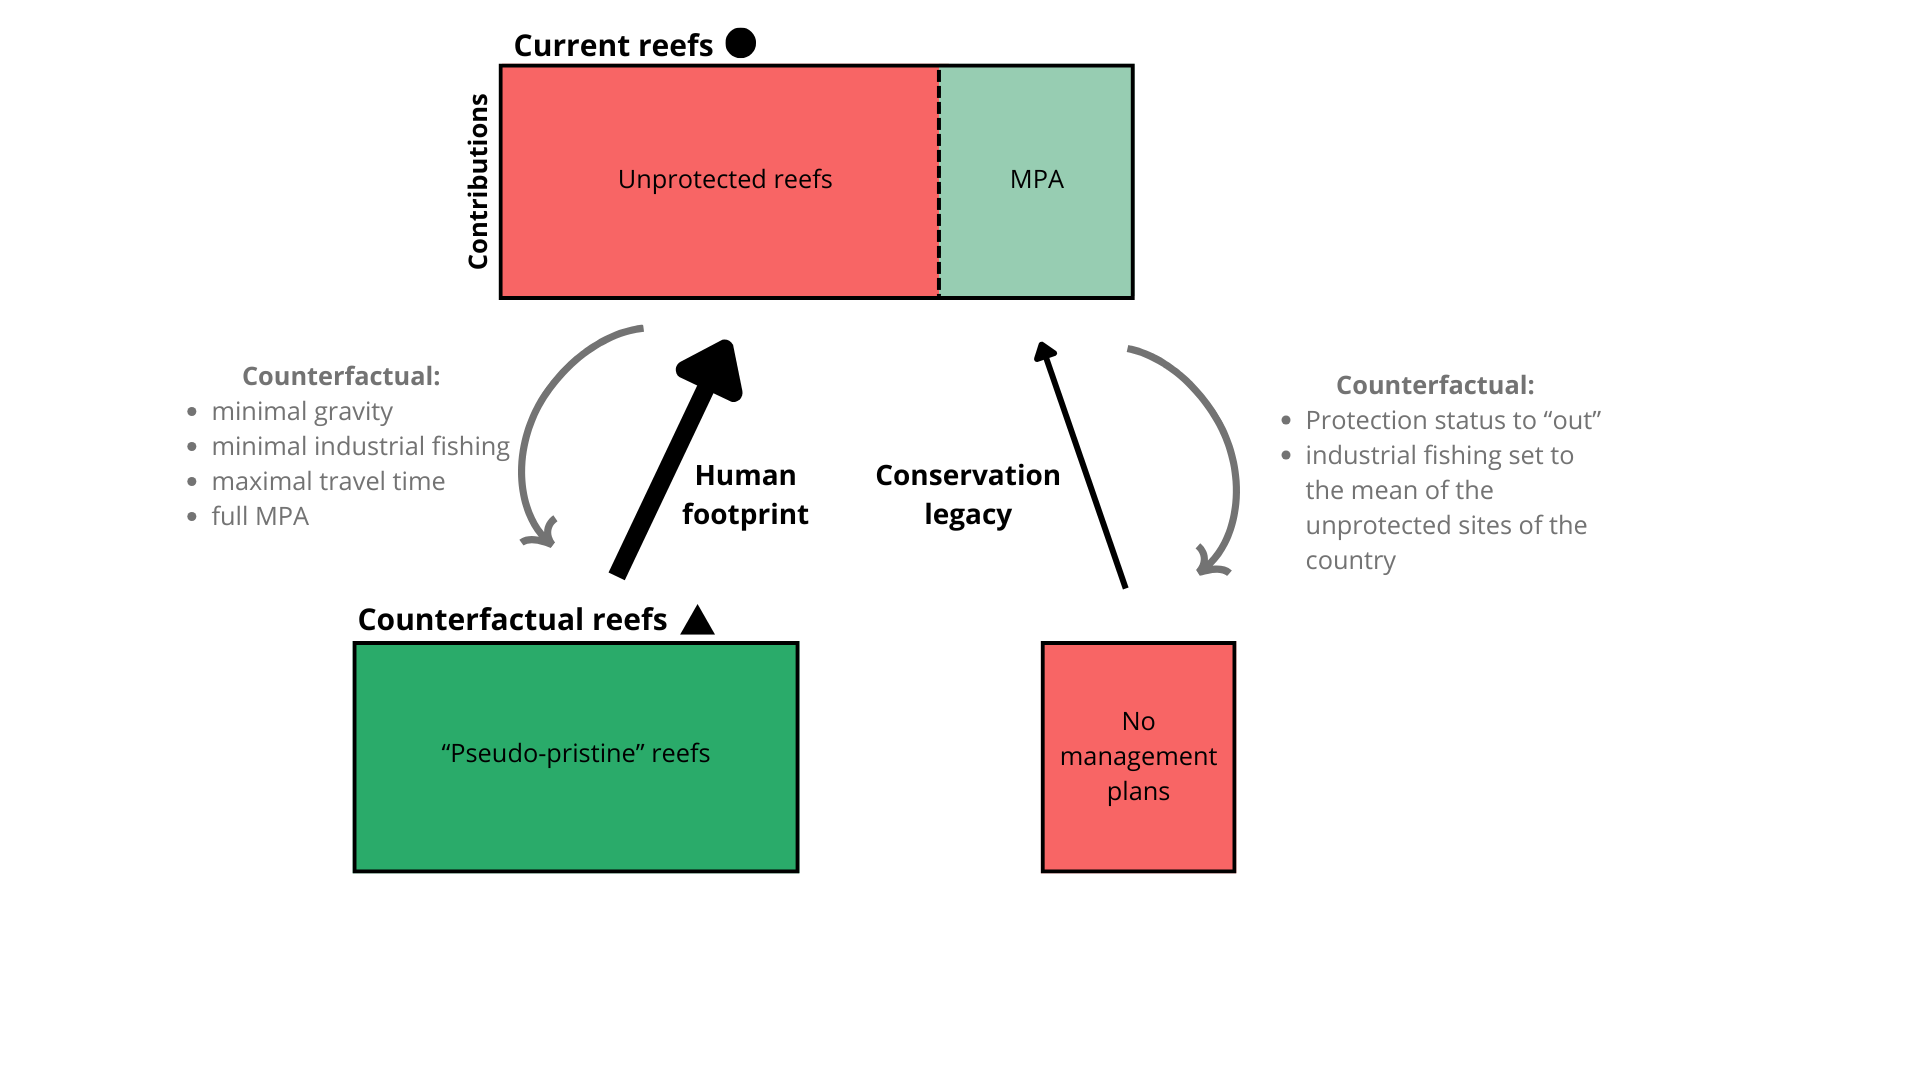 Current reefs
Contributions
Unprotected reefs
MPA
Counterfactual:
• minimal gravity
• minimal industrial fishing
• maximal travel time
• full MPA
Human
footprint
Conservation
legacy
Counterfactual:
• Protection status to “out”
• industrial fishing set to
the mean of the
unprotected sites of the
country
Counterfactual reefs
“Pseudo-pristine” reefs
No
management
plans